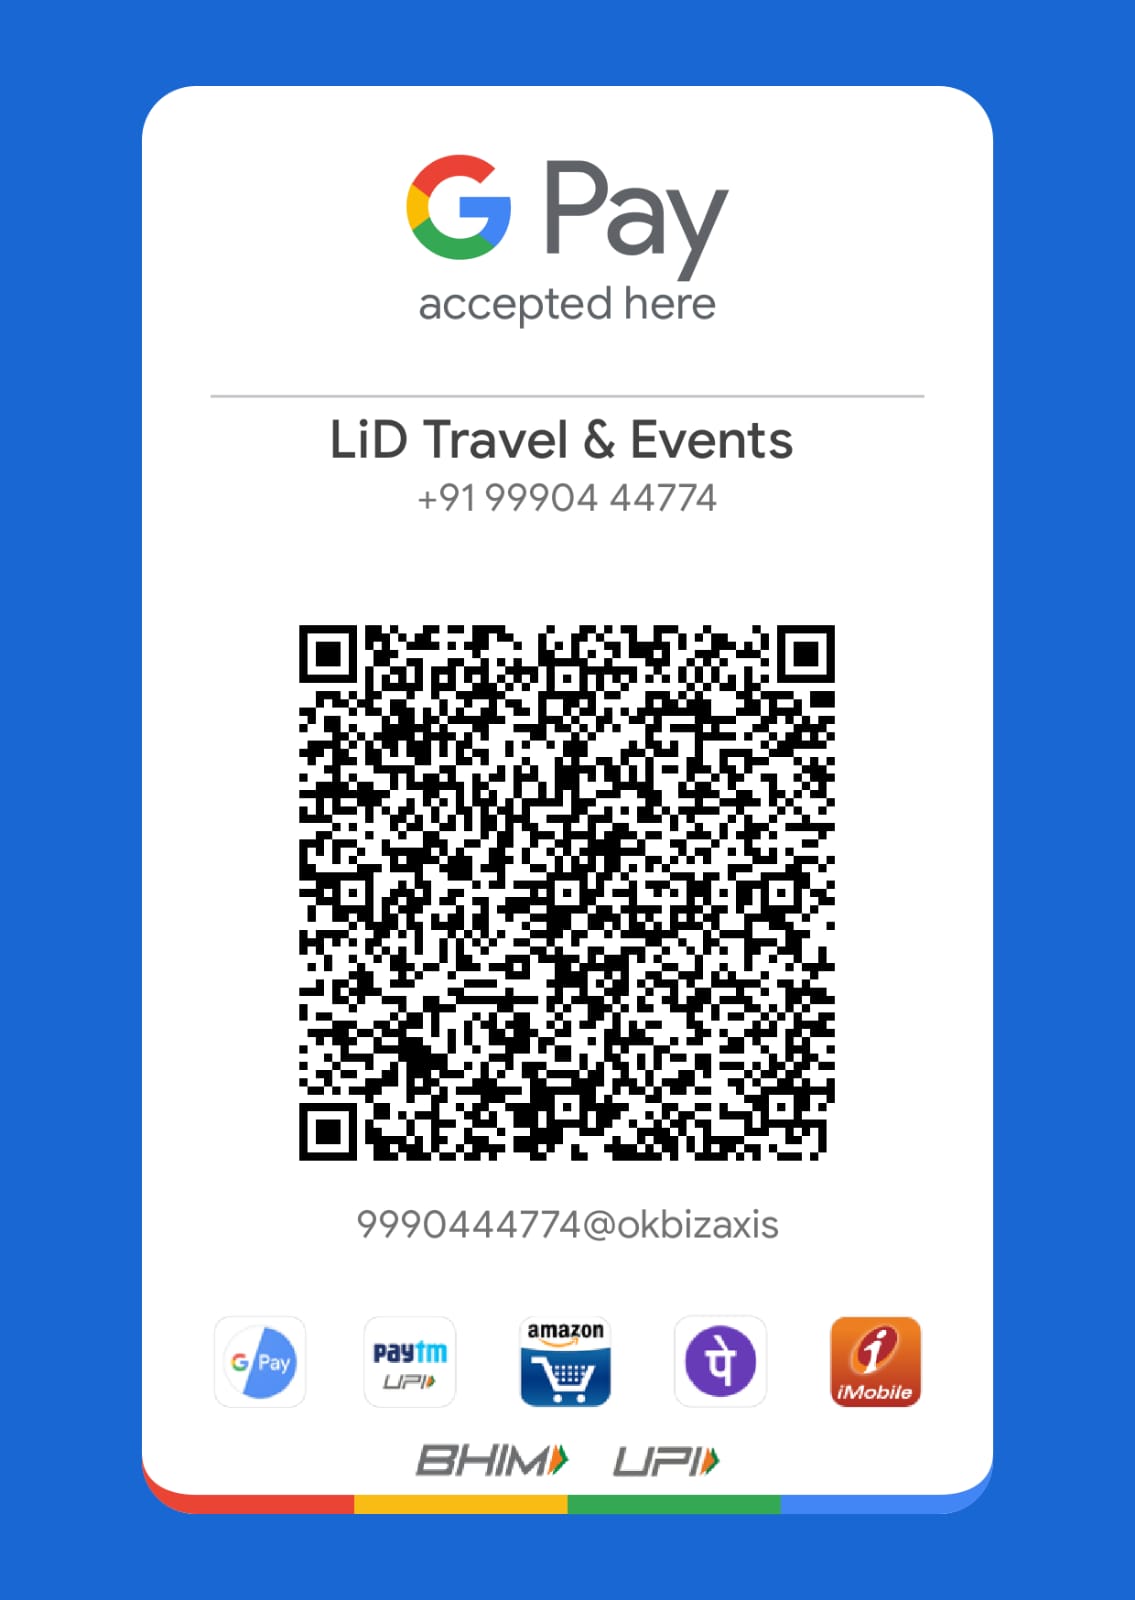 G Pay
accepted here
LiD Travel & Events
+91 99904 44774
9990444774@okbizaxis
G Pay
paytm
UPI
amazon
पे
i
iMobile
BHIM UPI